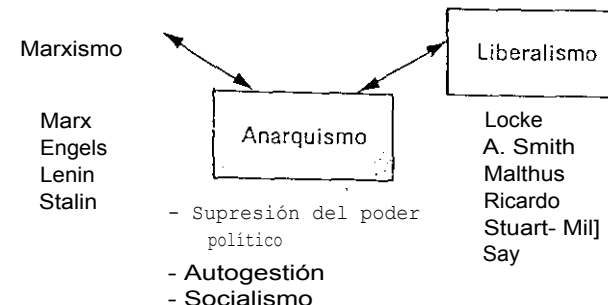 Marxismo
Marx
Engels
Lenin
Stalin
Anarquismo
- Supresión del poder
político
- Autogestión
- Socialismo
Liberalismo
Locke
A. Smith
Malthus
Ricardo
Stuart- Mil]
Say